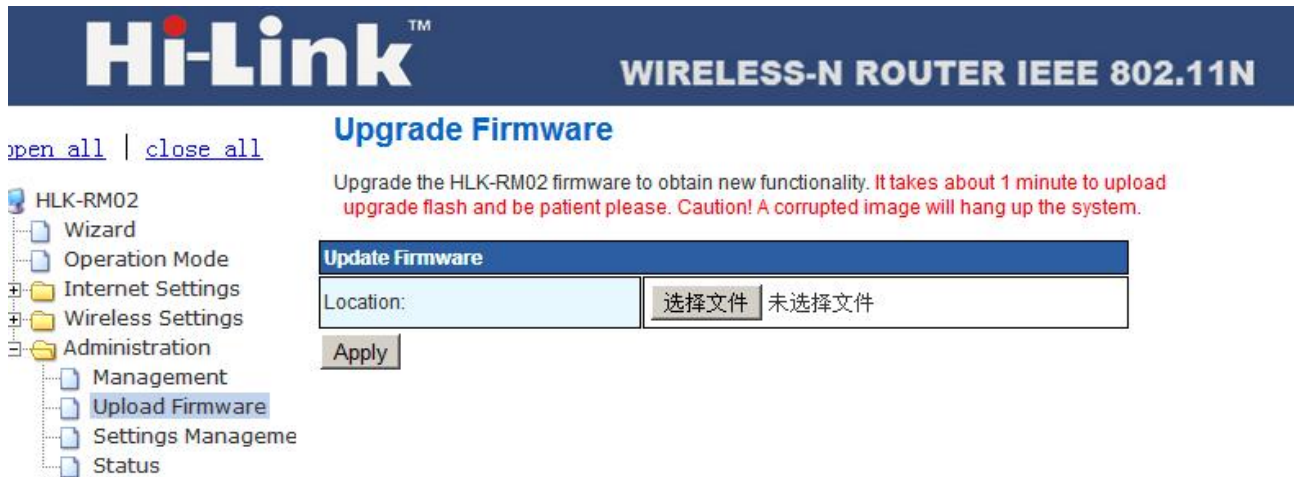 Hi-Link™
WIRELESS-N ROUTER IEEE 802.11N
open all | close all
HLK-RM02
Wizard
Operation Mode
Internet Settings
Wireless Settings
Administration
Management
Upload Firmware
Settings Manageme
Status
Upgrade Firmware
Upgrade the HLK-RM02 firmware to obtain new functionality. It takes about 1 minute to upload
upgrade flash and be patient please. Caution! A corrupted image will hang up the system.
Update Firmware
Location: 选择文件 未选择文件
Apply